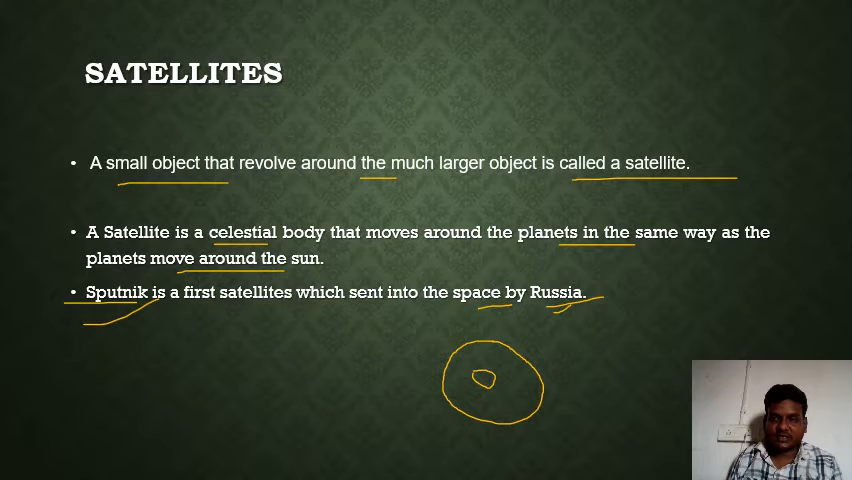 SATELLITES
• A small object that revolve around the much larger object is called a satellite.
• A Satellite is a celestial body that moves around the planets in the same way as the
planets move around the sun.
• Sputnik is a first satellites which sent into the space by Russia.